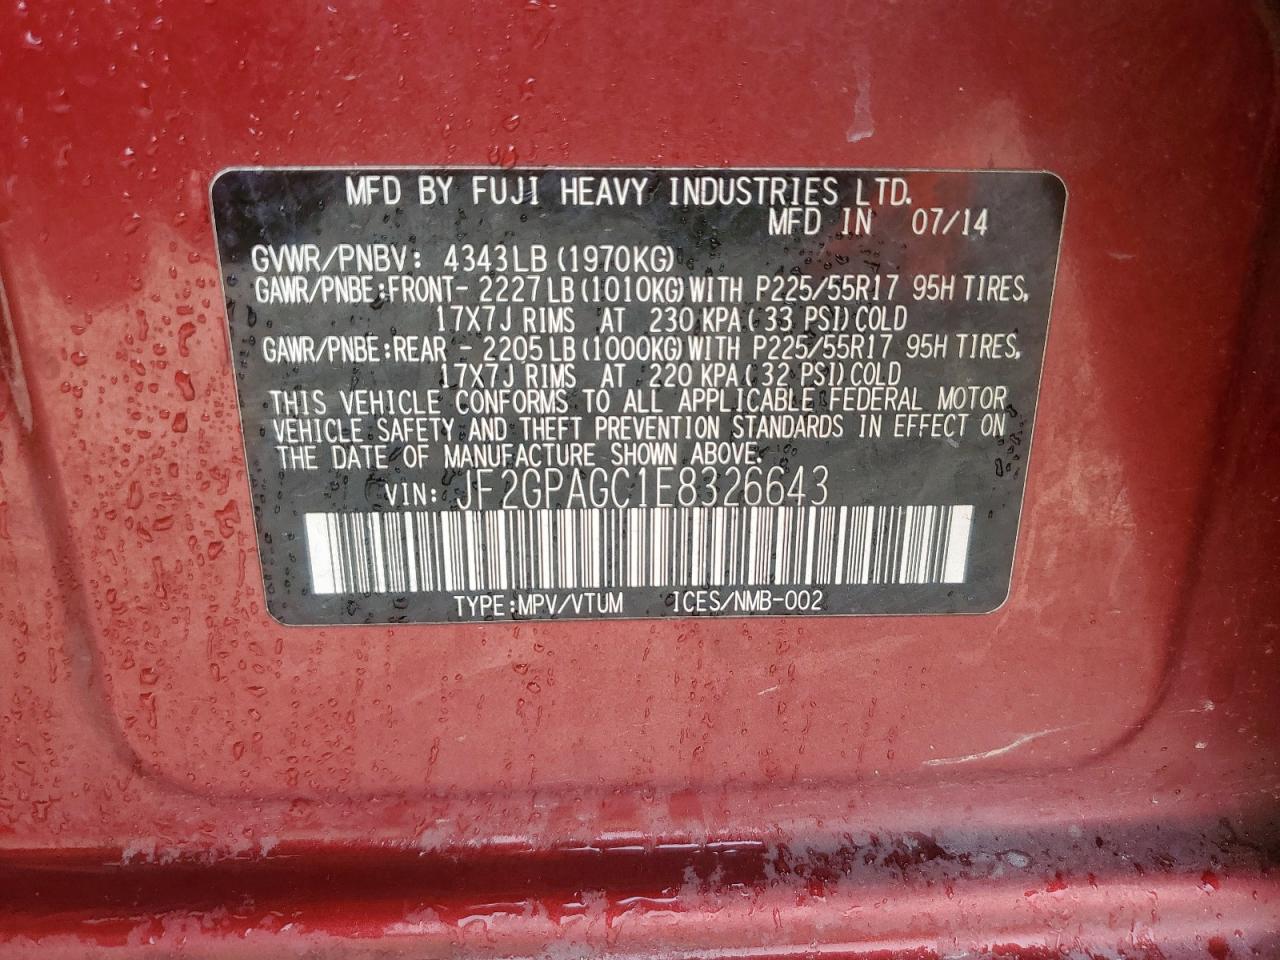 MFD BY FUJI HEAVY INDUSTRIES LTD.
MFD IN 07/14
GVWR/PNBV: 4343LB (1970KG)
GAWR/PNBE:FRONT- 2227LB (1010KG) WITH P225/55R17 95H TIRES,
17X7J RIMS AT 230 KPA (33 PSI) COLD
GAWR/PNBE:REAR - 2205LB (1000KG) WITH P225/55R17 95H TIRES,
17X7J RIMS AT 220 KPA (32 PSI) COLD
THIS VEHICLE CONFORMS TO ALL APPLICABLE FEDERAL MOTOR
VEHICLE SAFETY AND THEFT PREVENTION STANDARDS IN EFFECT ON
THE DATE OF MANUFACTURE SHOWN ABOVE.
VIN: JF2GPAGC1E8326643
TYPE:MPV/VTUM ICES/NMB-002